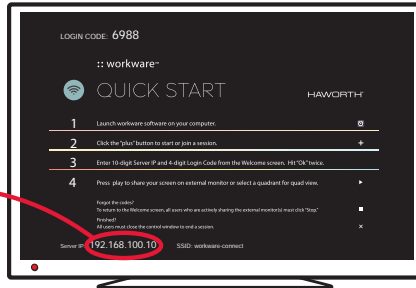 LOGIN CODE: 6988
:: workware™
QUICK START
HAWORTH®
1 Launch workware software on your computer.
2 Click the "plus" button to start or join a session. +
3 Enter 10-digit Server IP and 4-digit Login Code from the Welcome screen. Hit "Ok" twice.
4 Press play to share your screen on external monitor or select a quadrant for quad view.
Forgot the codes?
To return to the Welcome screen, all users who are actively sharing the external monitor(s) must click "Stop."
Finished?
All users must close the control window to end a session. ×
Server IP: 192.168.100.10 SSID: workware-connect